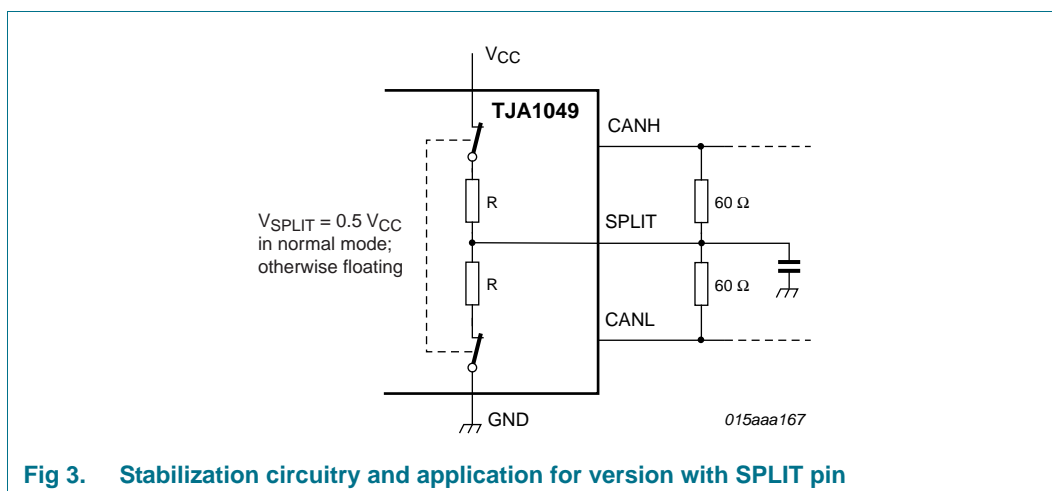 VCC
TJA1049
CANH
R
60 Ω
VSPLIT = 0.5 VCC
in normal mode;
otherwise floating
SPLIT
R
60 Ω
CANL
GND
015aaa167
Fig 3. Stabilization circuitry and application for version with SPLIT pin